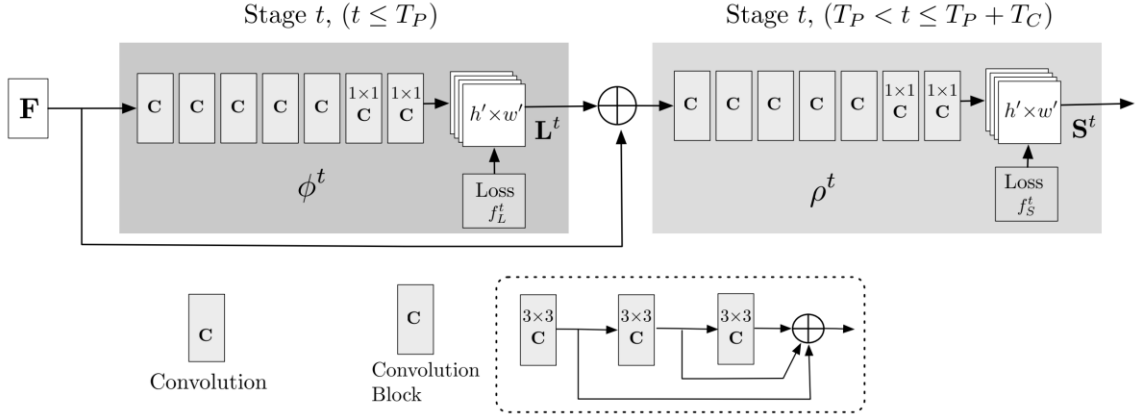 Stage t, (t ≤ T_P) Stage t, (T_P < t ≤ T_P + T_C)
F
C C C C C 1×1 C 1×1 C
h′×w′
L^t
Loss
f_L^t
ϕ^t
C C C C C 1×1 C 1×1 C
h′×w′
S^t
Loss
f_S^t
ρ^t
C
Convolution
C
Convolution
Block
3×3 3×3 3×3
C C C